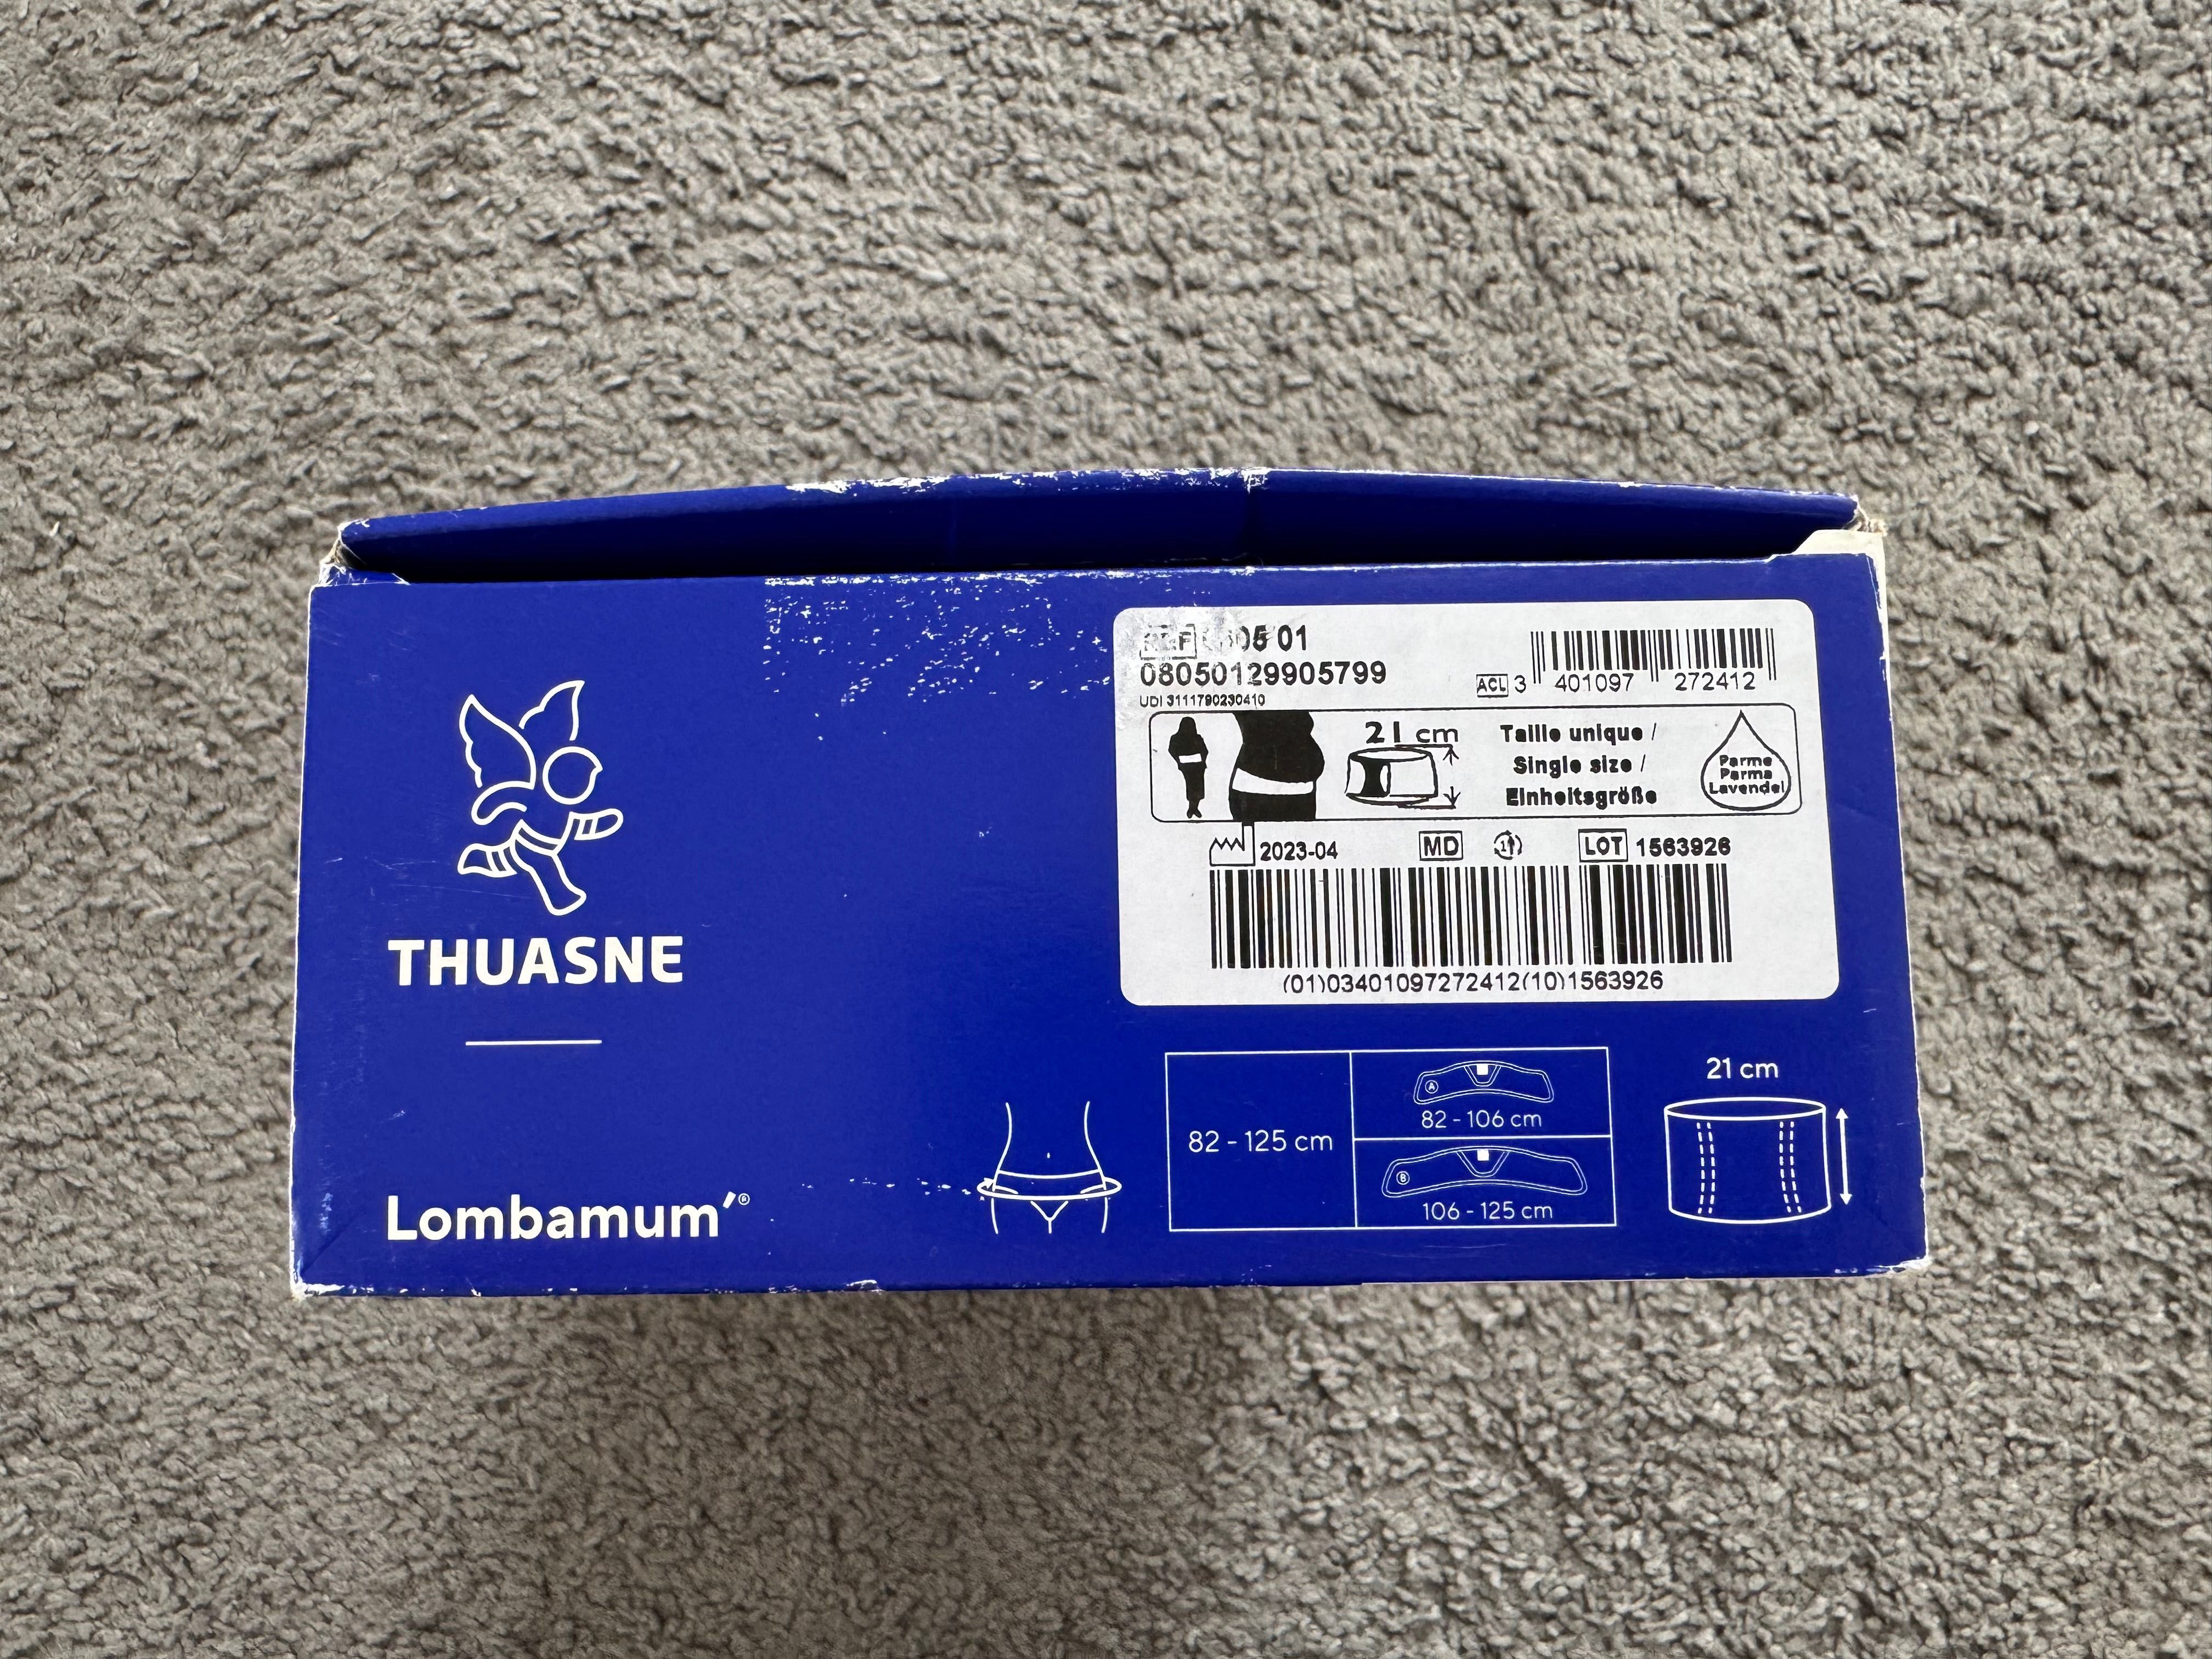 THUASNE
Lombamum'®
01
08050129905799
UDI 3111790230410
ACL 3 401097 272412
21 cm
Taille unique /
Single size /
Einheitsgröße
Parme
Parma
Lavendel
2023-04 MD 1 LOT 1563926
(01)03401097272412(10)1563926
82 - 125 cm
A
82 - 106 cm
B
106 - 125 cm
21 cm